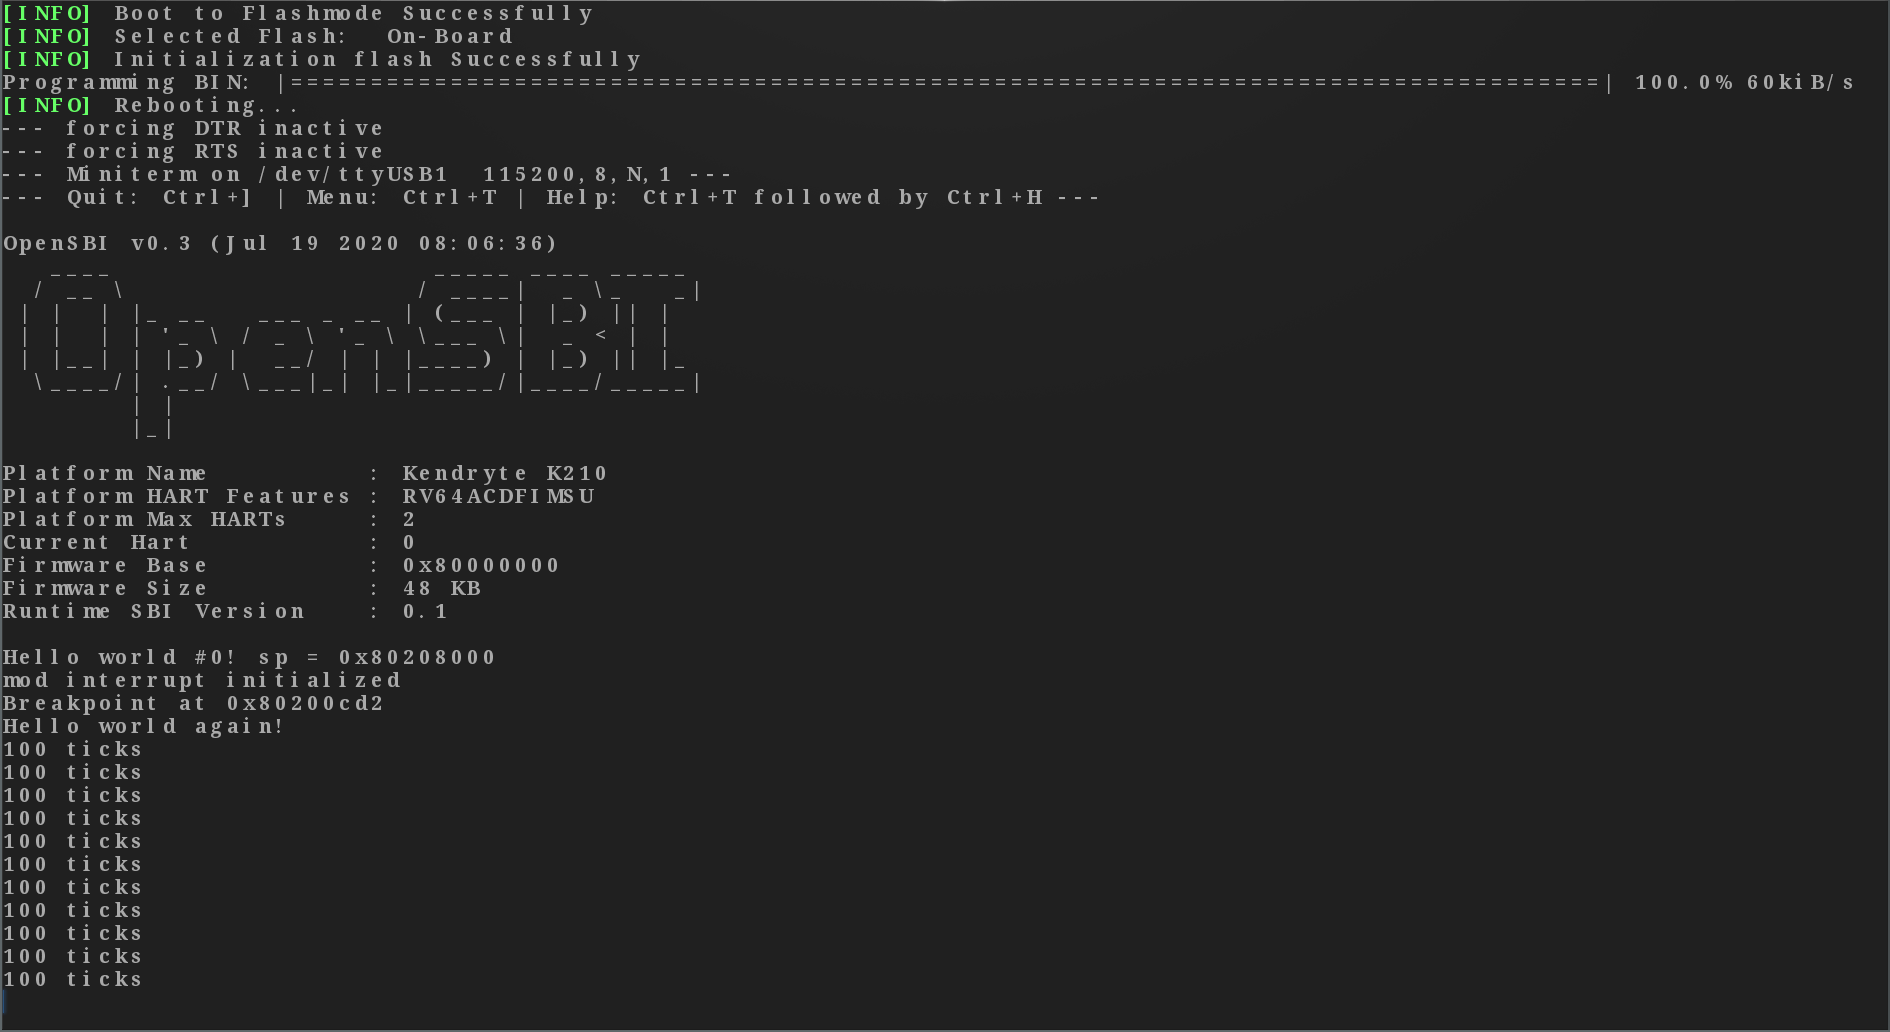 [INFO] Boot to Flashmode Successfully
[INFO] Selected Flash:  On-Board
[INFO] Initialization flash Successfully
Programming BIN: |==================================================================================| 100.0% 60kiB/s
[INFO] Rebooting...
--- forcing DTR inactive
--- forcing RTS inactive
--- Miniterm on /dev/ttyUSB1  115200,8,N,1 ---
--- Quit: Ctrl+] | Menu: Ctrl+T | Help: Ctrl+T followed by Ctrl+H ---

OpenSBI v0.3 (Jul 19 2020 08:06:36)
   ____                    _____ ____ _____
  / __ \                  / ____|  _ \_   _|
 | |  | |_ __   ___ _ __ | (___ | |_) || |
 | |  | | '_ \ / _ \ '_ \ \___ \|  _ < | |
 | |__| | |_) |  __/ | | |____) | |_) || |_
  \____/| .__/ \___|_| |_|_____/|____/_____|
        | |
        |_|

Platform Name          : Kendryte K210
Platform HART Features : RV64ACDFIMSU
Platform Max HARTs     : 2
Current Hart           : 0
Firmware Base          : 0x80000000
Firmware Size          : 48 KB
Runtime SBI Version    : 0.1

Hello world #0! sp = 0x80208000
mod interrupt initialized
Breakpoint at 0x80200cd2
Hello world again!
100 ticks
100 ticks
100 ticks
100 ticks
100 ticks
100 ticks
100 ticks
100 ticks
100 ticks
100 ticks
100 ticks